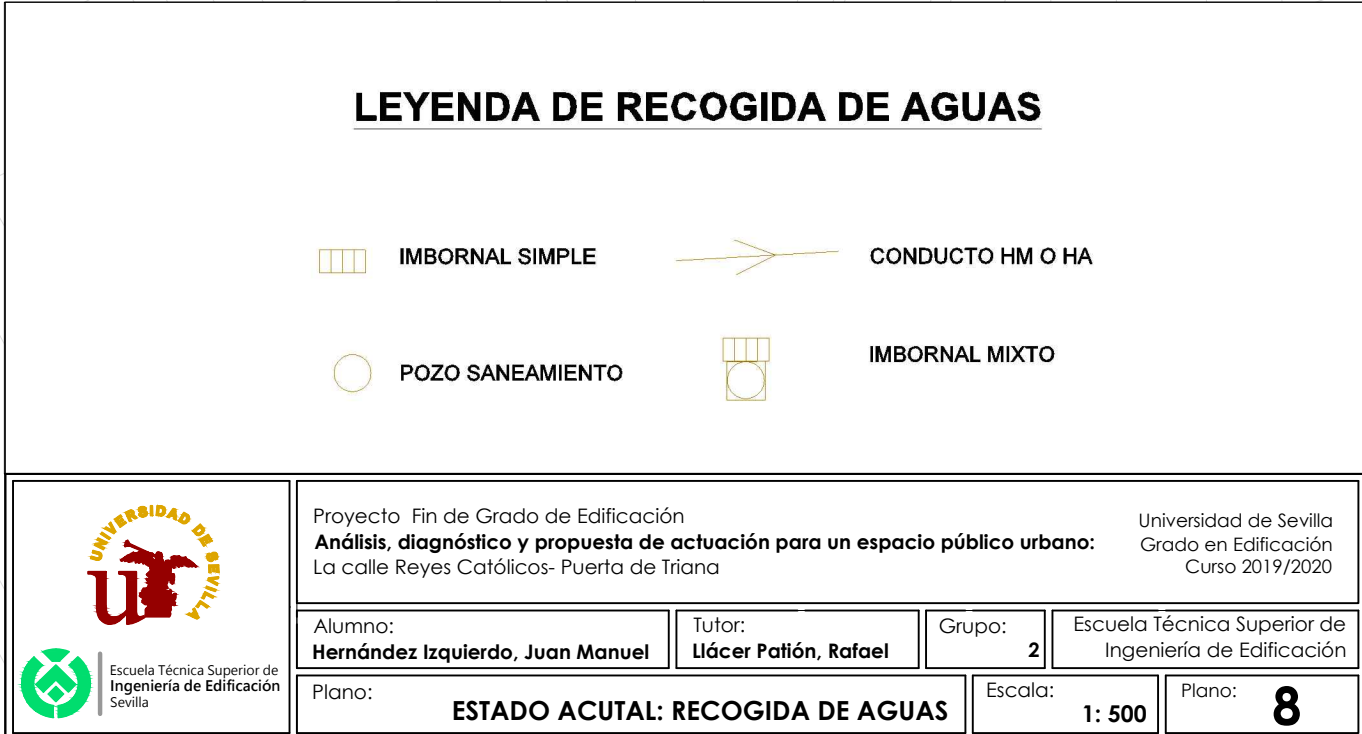 LEYENDA DE RECOGIDA DE AGUAS
IMBORNAL SIMPLE
CONDUCTO HM O HA
POZO SANEAMIENTO
IMBORNAL MIXTO
UNIVERSIDAD DE SEVILLA
u
Escuela Técnica Superior de
Ingeniería de Edificación
Sevilla
Proyecto Fin de Grado de Edificación
Análisis, diagnóstico y propuesta de actuación para un espacio público urbano:
La calle Reyes Católicos- Puerta de Triana
Universidad de Sevilla
Grado en Edificación
Curso 2019/2020
Alumno:
Hernández Izquierdo, Juan Manuel
Tutor:
Llácer Patión, Rafael
Grupo:
2
Escuela Técnica Superior de
Ingeniería de Edificación
Plano:
ESTADO ACUTAL: RECOGIDA DE AGUAS
Escala:
1: 500
Plano:
8